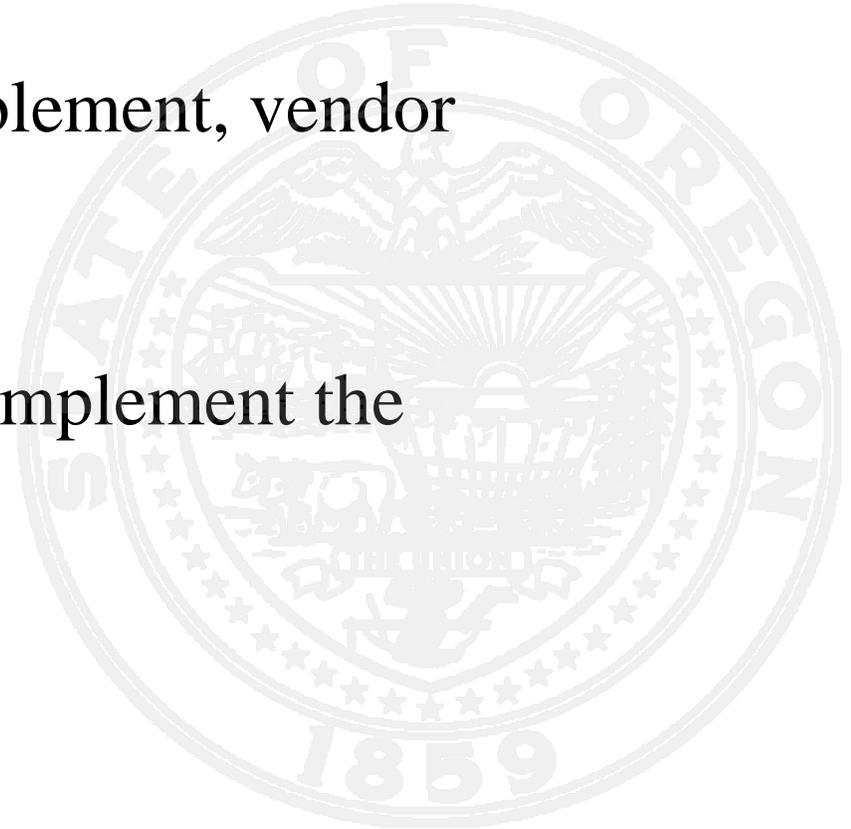 STATE OF OREGON
plement, vendor
mplement the
THE UNION
1859